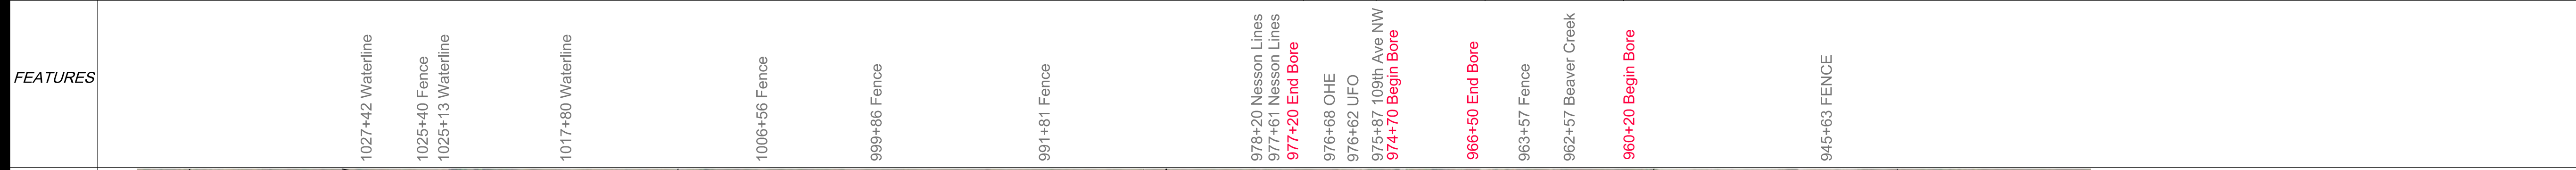 FEATURES
1027+42 Waterline
1025+40 Fence
1025+13 Waterline
1017+80 Waterline
1006+56 Fence
999+86 Fence
991+81 Fence
978+20 Nesson Lines
977+61 Nesson Lines
977+20 End Bore
976+68 OHE
976+62 UFO
975+87 109th Ave NW
974+70 Begin Bore
966+50 End Bore
963+57 Fence
962+57 Beaver Creek
960+20 Begin Bore
945+63 FENCE